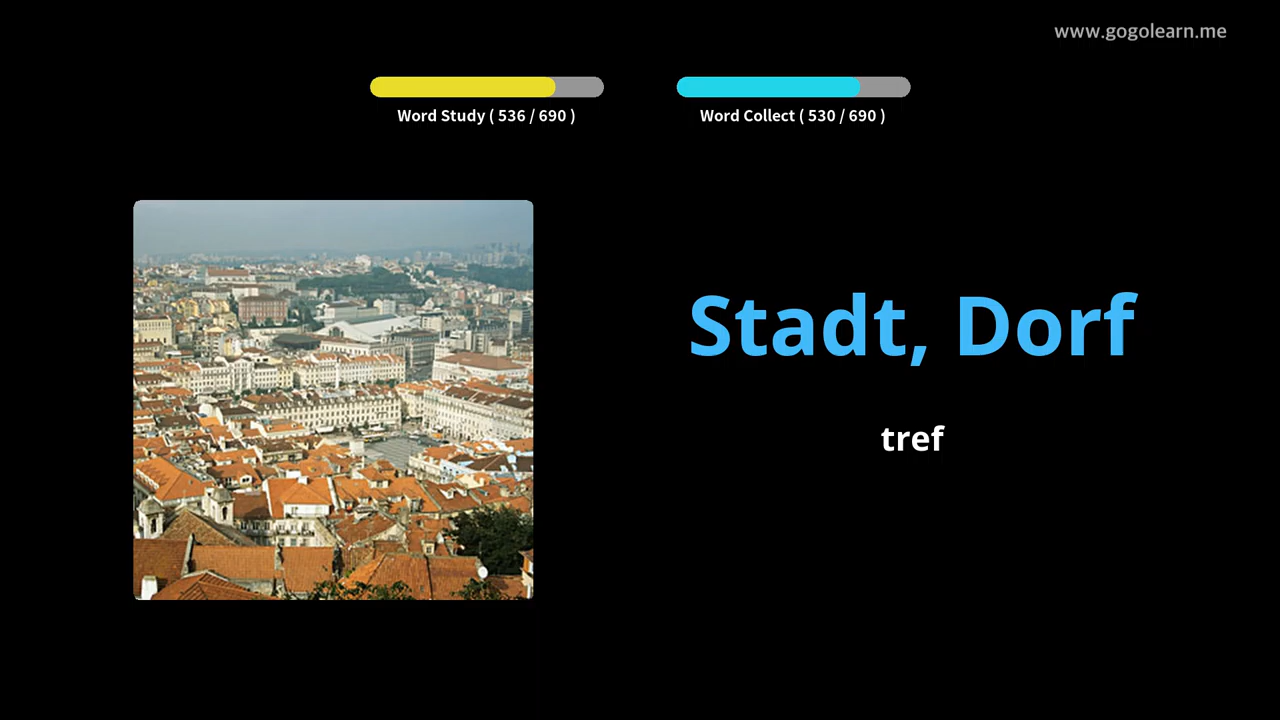 www.gogolearn.me
Word Study ( 536 / 690 )
Word Collect ( 530 / 690 )
Stadt, Dorf
tref